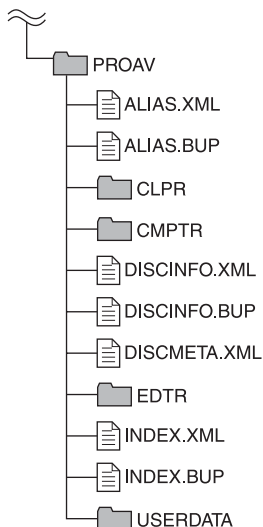 PROAV
ALIAS.XML
ALIAS.BUP
CLPR
CMPTR
DISCINFO.XML
DISCINFO.BUP
DISCMETA.XML
EDTR
INDEX.XML
INDEX.BUP
USERDATA